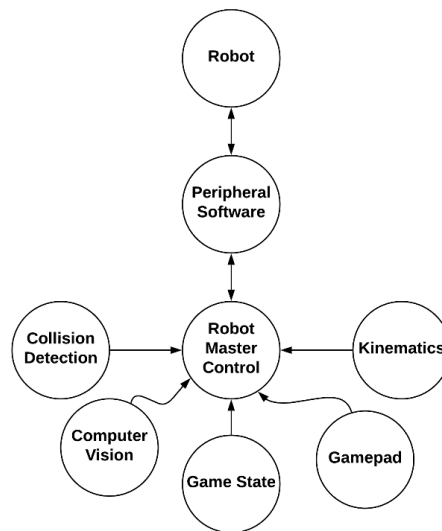 Robot
Peripheral
Software
Robot
Master
Control
Collision
Detection
Kinematics
Computer
Vision
Game State
Gamepad